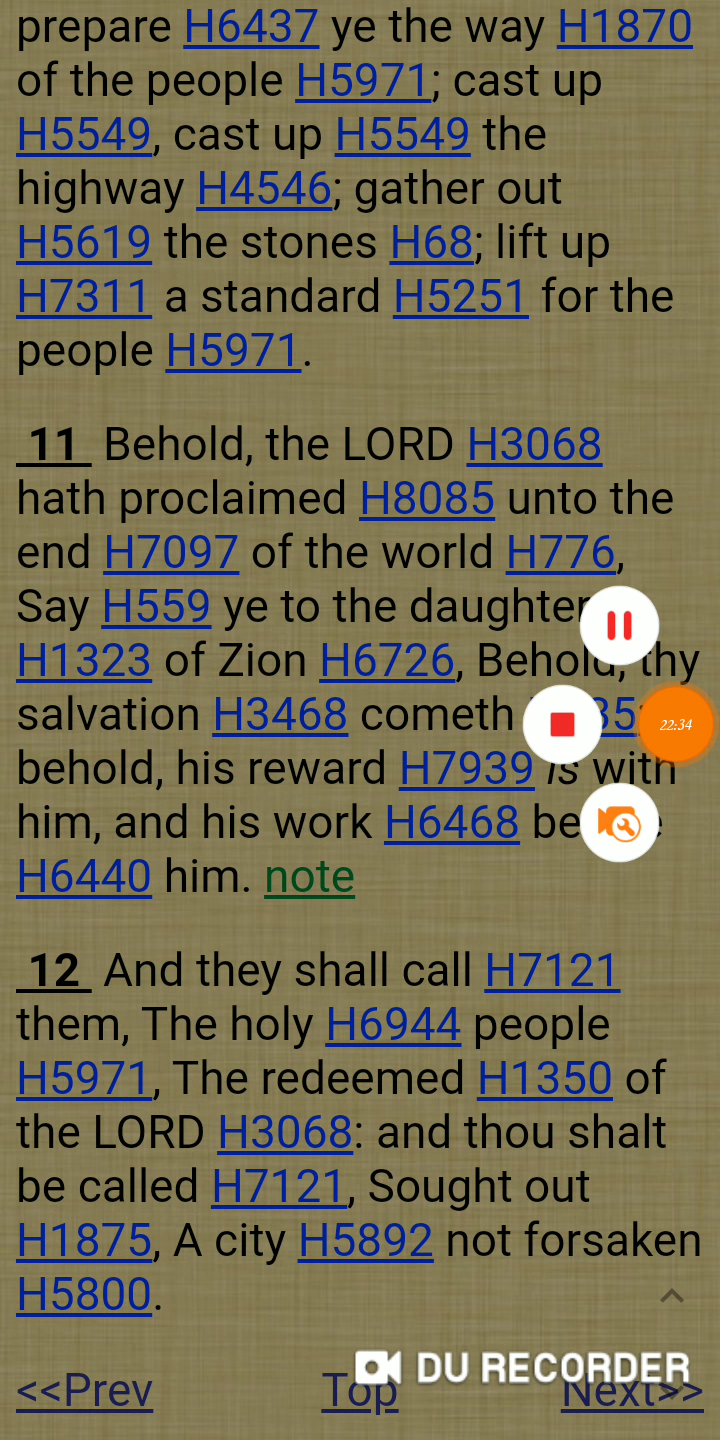 prepare H6437 ye the way H1870
of the people H5971; cast up
H5549, cast up H5549 the
highway H4546; gather out
H5619 the stones H68; lift up
H7311 a standard H5251 for the
people H5971.
11 Behold, the LORD H3068
hath proclaimed H8085 unto the
end H7097 of the world H776,
Say H559 ye to the daughter
H1323 of Zion H6726, Behold, thy
salvation H3468 cometh
22:34
behold, his reward H7939 is with
him, and his work H6468
H6440 him. note
12 And they shall call H7121
them, The holy H6944 people
H5971, The redeemed H1350 of
the LORD H3068: and thou shalt
be called H7121, Sought out
H1875, A city H5892 not forsaken
H5800.
DU RECORDER
<<Prev Top Next>>